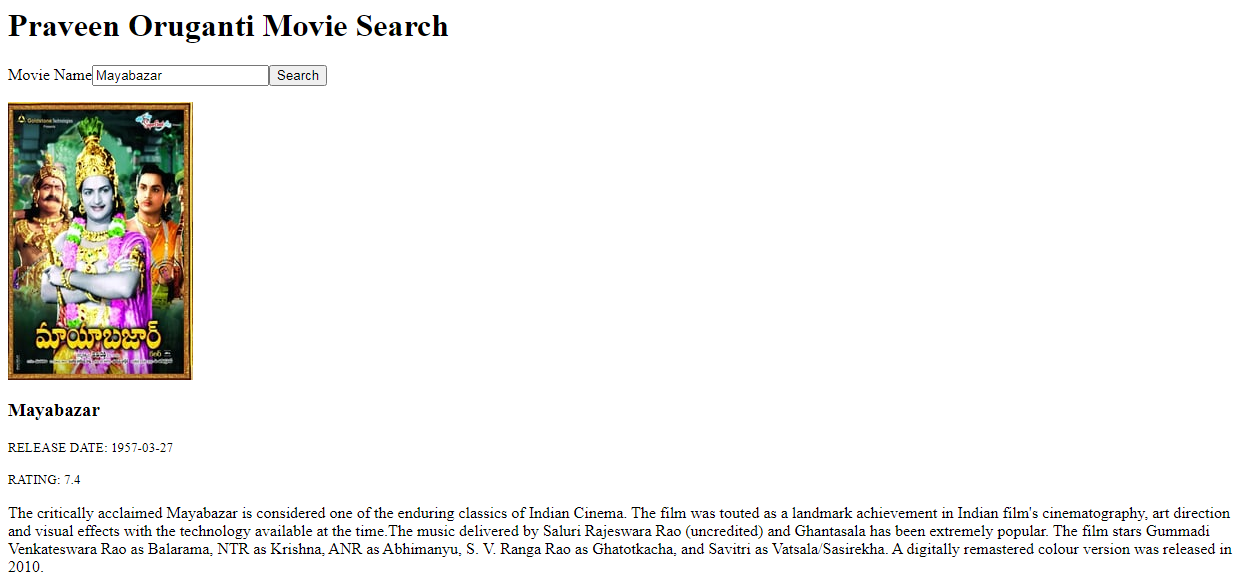 Praveen Oruganti Movie Search
Movie Name Mayabazar Search
Goldstone Technologies
మాయాబజార్
Mayabazar
RELEASE DATE: 1957-03-27
RATING: 7.4
The critically acclaimed Mayabazar is considered one of the enduring classics of Indian Cinema. The film was touted as a landmark achievement in Indian film's cinematography, art direction
and visual effects with the technology available at the time.The music delivered by Saluri Rajeswara Rao (uncredited) and Ghantasala has been extremely popular. The film stars Gummadi
Venkateswara Rao as Balarama, NTR as Krishna, ANR as Abhimanyu, S. V. Ranga Rao as Ghatotkacha, and Savitri as Vatsala/Sasirekha. A digitally remastered colour version was released in
2010.